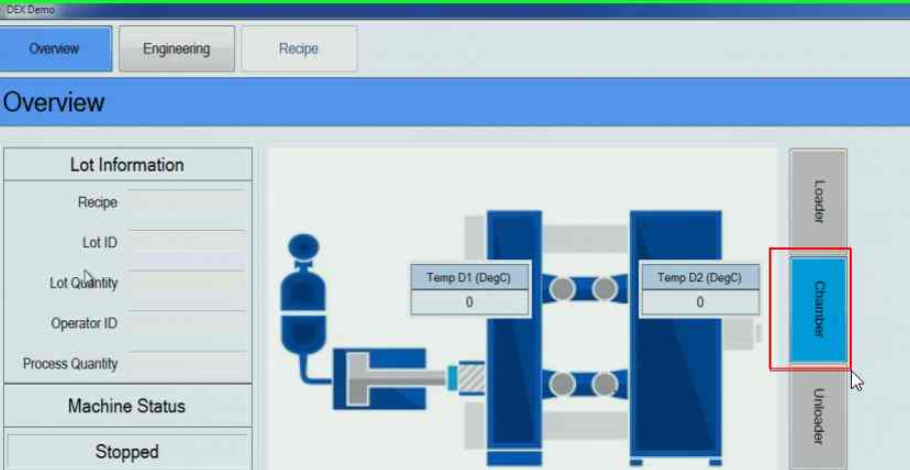 DEX Demo
Overview
Engineering
Recipe
Overview
Lot Information
Recipe
Lot ID
Lot Quantity
Operator ID
Process Quantity
Machine Status
Stopped
Temp D1 (DegC)
0
Temp D2 (DegC)
0
Loader
Chamber
Unloader